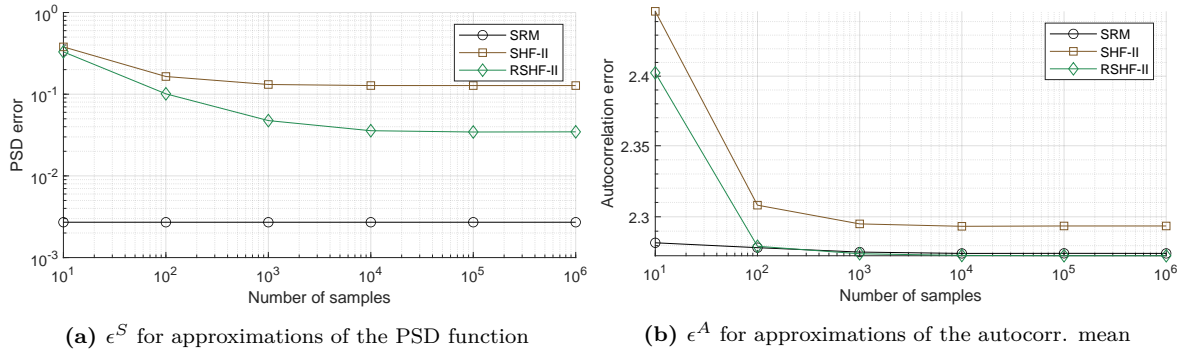 10^0
10^-1
10^-2
10^-3
PSD error
10^1 10^2 10^3 10^4 10^5 10^6
Number of samples
SRM
SHF-II
RSHF-II
(a) ϵ^S for approximations of the PSD function
2.4
2.35
2.3
Autocorrelation error
10^1 10^2 10^3 10^4 10^5 10^6
Number of samples
SRM
SHF-II
RSHF-II
(b) ϵ^A for approximations of the autocorr. mean